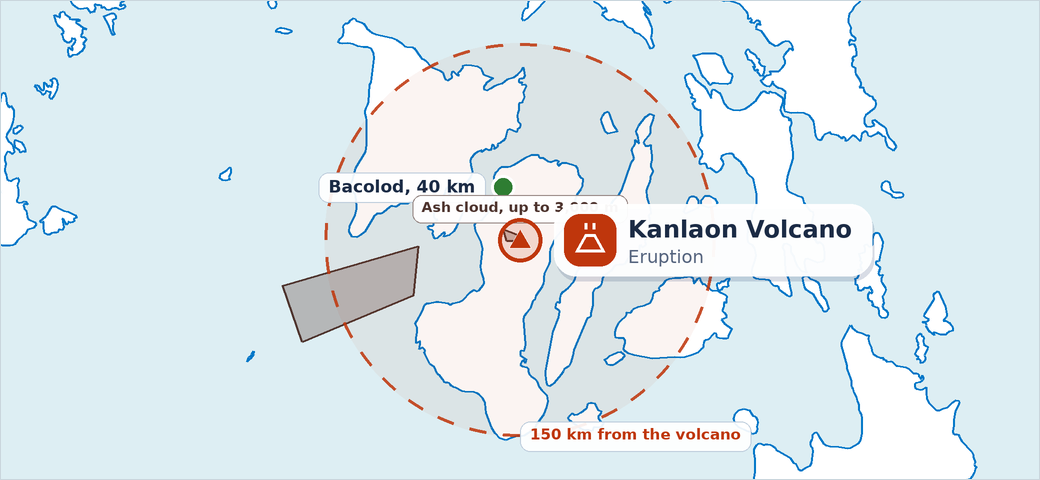 Bacolod, 40 km
Ash cloud, up to 3
Kanlaon Volcano
Eruption
150 km from the volcano